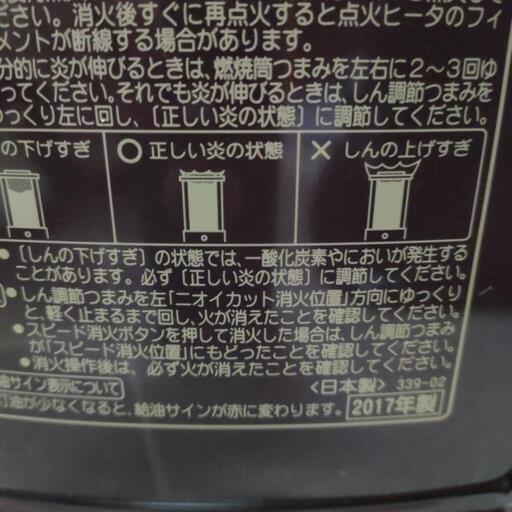 ださい。消火後すぐに再点火すると点火ヒータのフィ
メントが断線する場合があります。
分的に炎が伸びるときは、燃焼筒つまみを左右に2〜3回ゆ
ってください。それでも炎が伸びるときは、しん調節つまみを
ゆっくり左に回し、〔正しい炎の状態〕に調節してください。
の下げすぎ
○ 正しい炎の状態
× しんの上げすぎ
●〔しんの下げすぎ〕の状態では、一酸化炭素やにおいが発生する
ことがあります。必ず〔正しい炎の状態〕に調節してください。
●しん調節つまみを左「ニオイカット消火位置」方向にゆっくり
と、軽く止まるまで回し、火が消えたことを確認してください。
●スピード消火ボタンを押して消火した場合は、しん調節つまみ
が「スピード消火位置」にもどったことを確認してください。
●消火操作後は、必ず火が消えたことを確認してください。
油サイン表示について
灯油が少なくなると、給油サインが赤に変わります。
〈日本製〉 339-02
2017年製